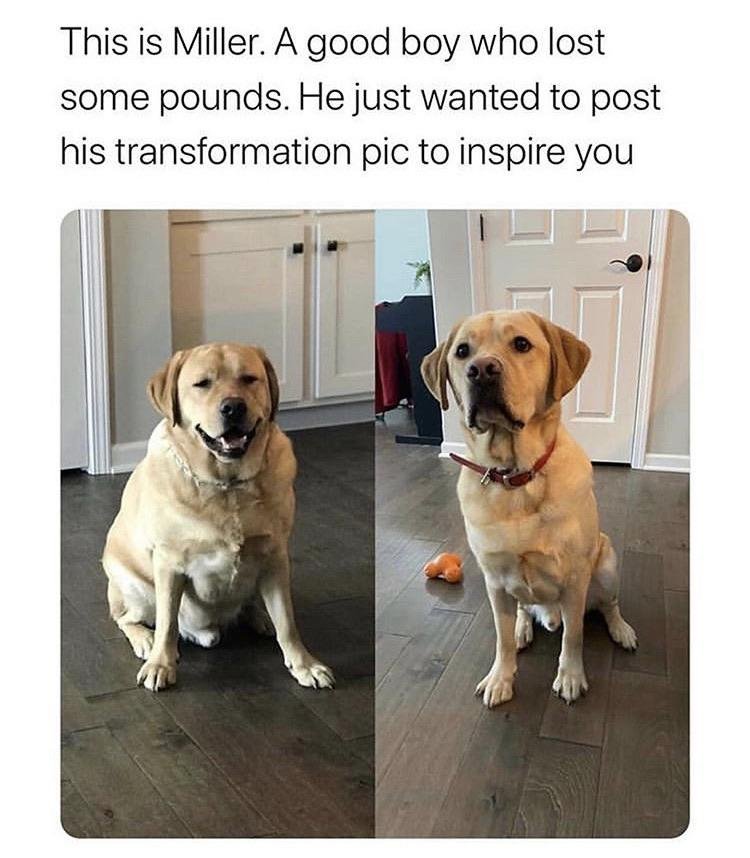 This is Miller. A good boy who lost
some pounds. He just wanted to post
his transformation pic to inspire you